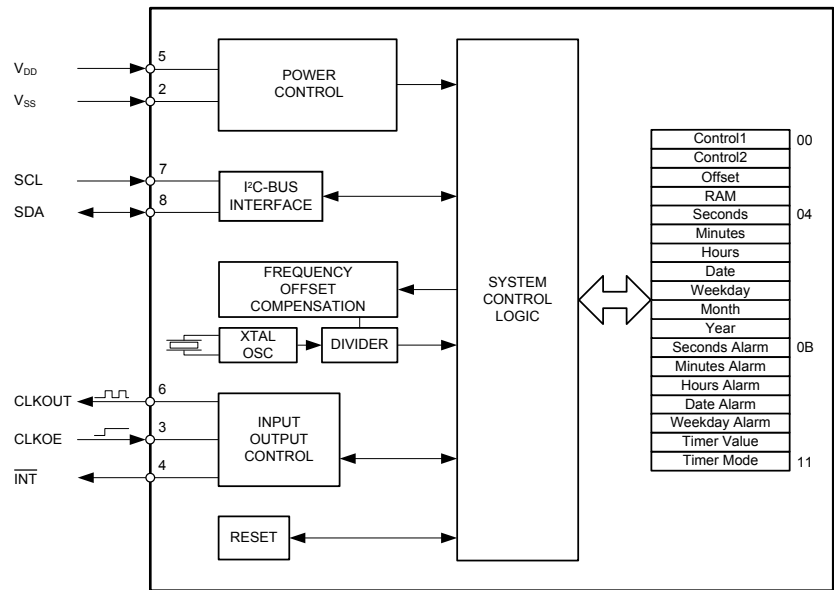 V_DD
5
V_SS
2
POWER
CONTROL
SCL
7
SDA
8
I²C-BUS
INTERFACE
FREQUENCY
OFFSET
COMPENSATION
XTAL
OSC
DIVIDER
CLKOUT
6
CLKOE
3
INT
4
INPUT
OUTPUT
CONTROL
RESET
SYSTEM
CONTROL
LOGIC
Control1 00
Control2
Offset
RAM
Seconds 04
Minutes
Hours
Date
Weekday
Month
Year
Seconds Alarm 0B
Minutes Alarm
Hours Alarm
Date Alarm
Weekday Alarm
Timer Value
Timer Mode 11